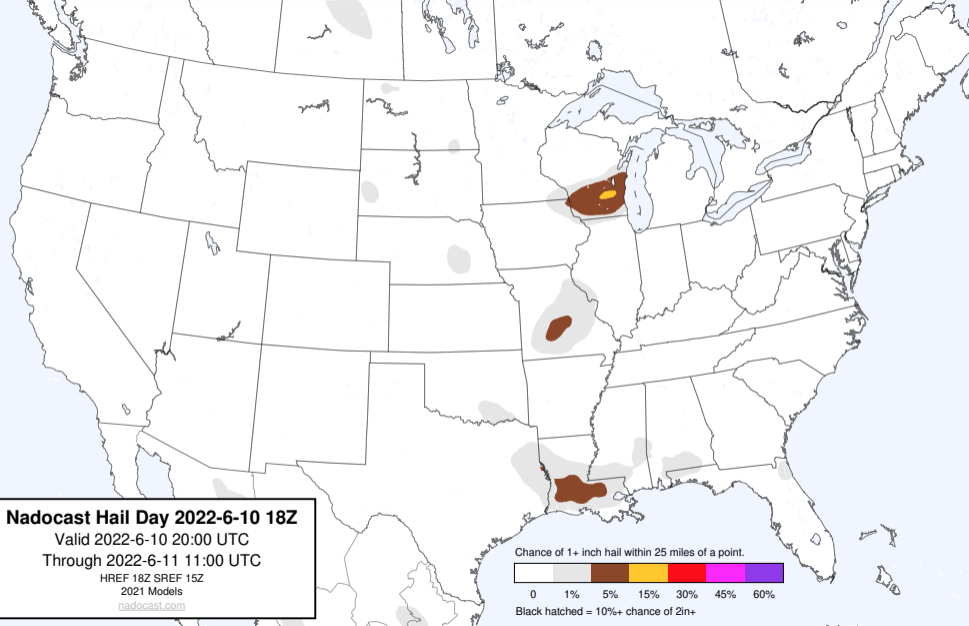 Nadocast Hail Day 2022-6-10 18Z
Valid 2022-6-10 20:00 UTC
Through 2022-6-11 11:00 UTC
HREF 18Z SREF 15Z
2021 Models
nadocast.com
Chance of 1+ inch hail within 25 miles of a point.
0 1% 5% 15% 30% 45% 60%
Black hatched = 10%+ chance of 2in+